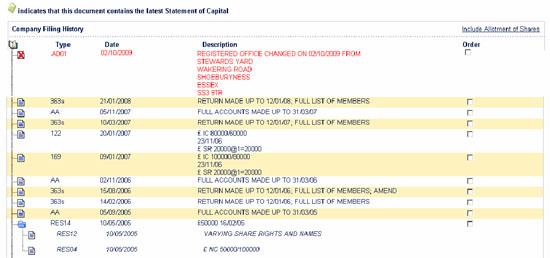 Indicates that this document contains the latest Statement of Capital
Company Filing History Include Allotment of Shares
Type Date Description Order
AD01 02/10/2009 REGISTERED OFFICE CHANGED ON 02/10/2009 FROM
STEWARDS YARD
WAKERING ROAD
SHOEBURYNESS
ESSEX
SS3 9TR
363a 21/01/2008 RETURN MADE UP TO 12/01/08; FULL LIST OF MEMBERS
AA 05/11/2007 FULL ACCOUNTS MADE UP TO 31/03/07
363s 10/03/2007 RETURN MADE UP TO 12/01/07; FULL LIST OF MEMBERS
122 20/01/2007 £ IC 80000/60000
23/11/06
£ SR 20000@1=20000
169 09/01/2007 £ IC 100000/80000
23/11/06
£ SR 20000@1=20000
AA 02/11/2006 FULL ACCOUNTS MADE UP TO 31/03/06
363s 15/08/2006 RETURN MADE UP TO 12/01/06; FULL LIST OF MEMBERS; AMEND
363s 14/02/2006 RETURN MADE UP TO 12/01/06; FULL LIST OF MEMBERS
AA 05/09/2005 FULL ACCOUNTS MADE UP TO 31/03/05
RES14 10/05/2005 £50000 16/02/05
RES12 10/05/2005 VARYING SHARE RIGHTS AND NAMES
RES04 10/05/2005 £ NC 50000/100000